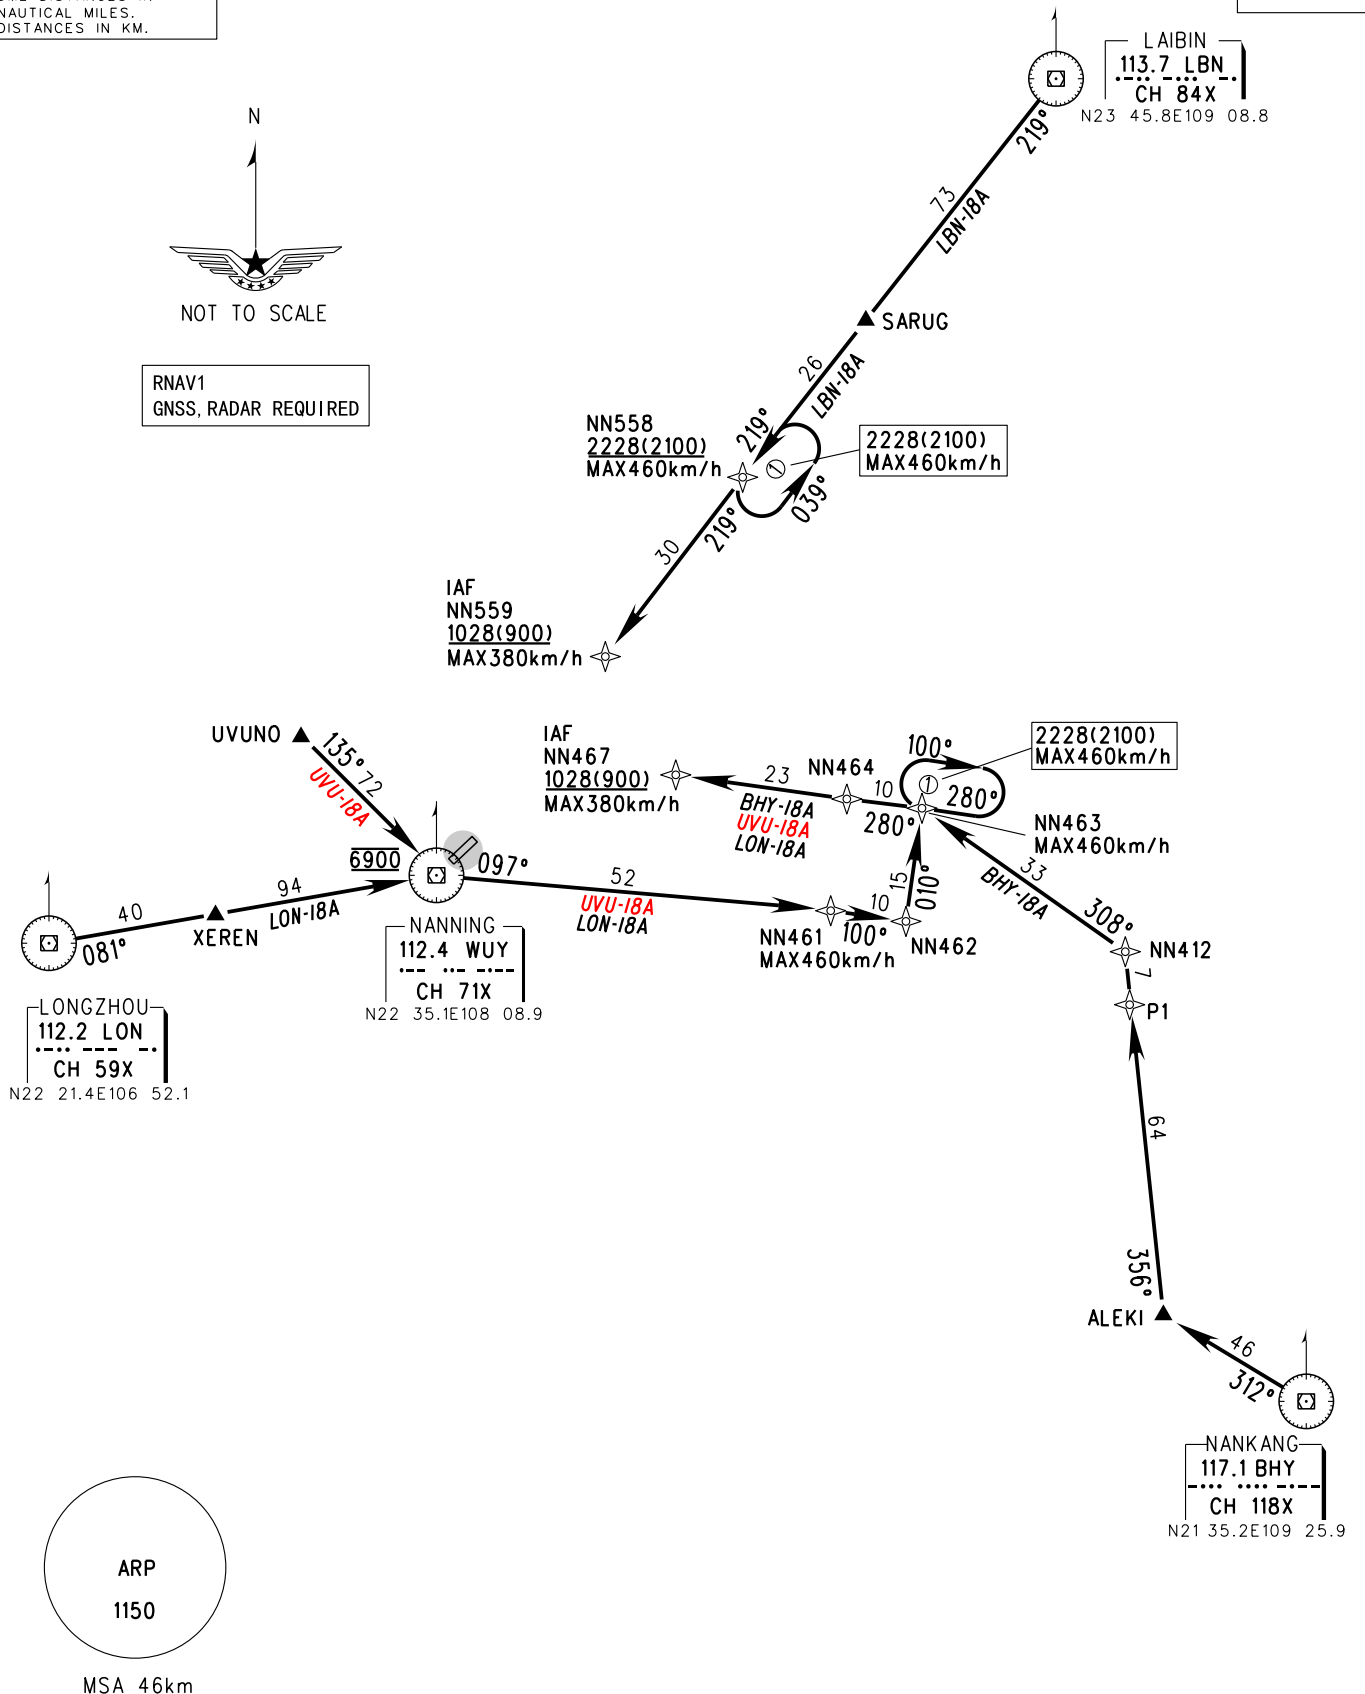 NAUTICAL MILES.
DISTANCES IN KM.
LAIBIN
113.7 LBN
CH 84X
N23 45.8E109 08.8
N
NOT TO SCALE
RNAV1
GNSS, RADAR REQUIRED
219°
73
LBN-18A
SARUG
26
LBN-18A
219°
NN558
2228(2100)
MAX460km/h
1
2228(2100)
MAX460km/h
039°
219°
30
IAF
NN559
1028(900)
MAX380km/h
UVUNO
135°
72
UVU-18A
IAF
NN467
1028(900)
MAX380km/h
23
BHY-18A
UVU-18A
LON-18A
NN464
10
280°
100°
1
280°
2228(2100)
MAX460km/h
NN463
MAX460km/h
33
BHY-18A
308°
6900
097°
52
UVU-18A
LON-18A
15
010°
10
100°
NN461
MAX460km/h
NN462
NN412
7
P1
40
081°
XEREN
94
LON-18A
NANNING
112.4 WUY
CH 71X
N22 35.1E108 08.9
LONGZHOU
112.2 LON
CH 59X
N22 21.4E106 52.1
64
356°
ALEKI
46
312°
NANKANG
117.1 BHY
CH 118X
N21 35.2E109 25.9
ARP
1150
MSA 46km